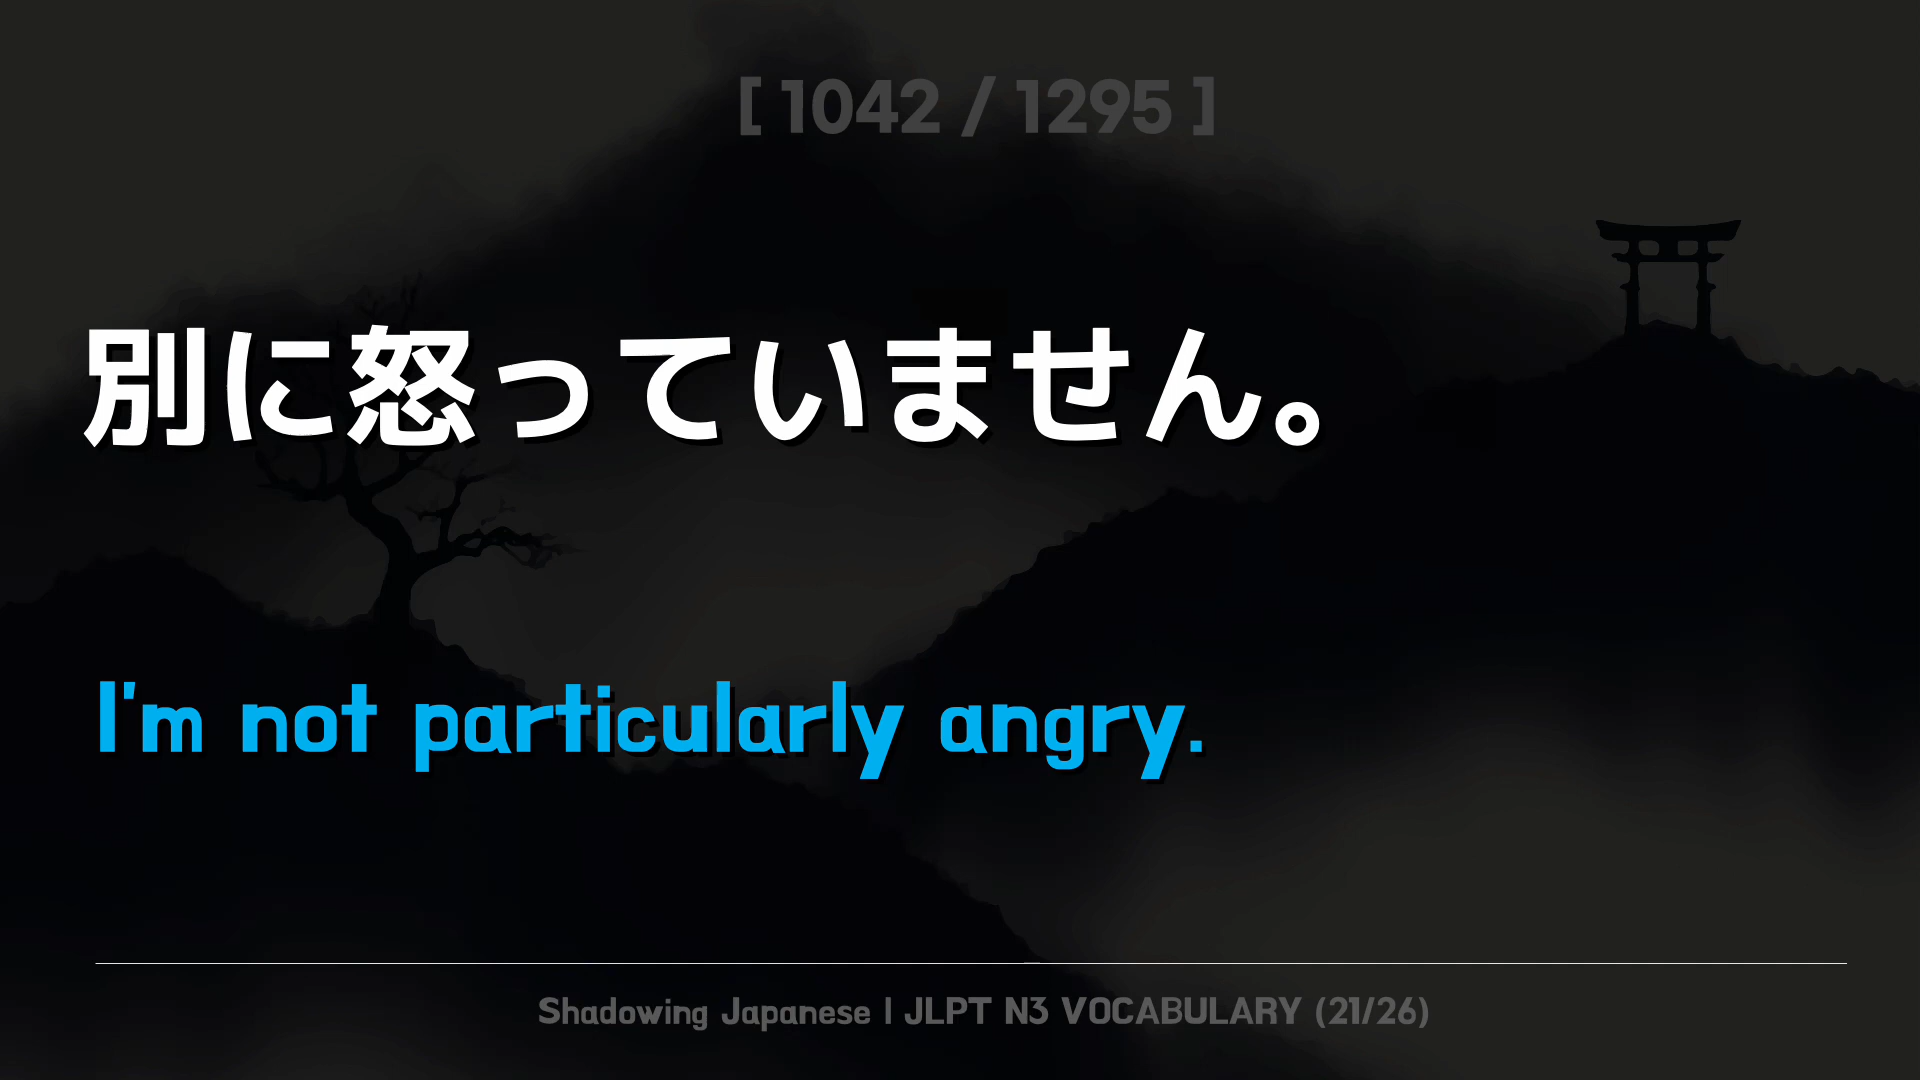 [ 1042 / 1295 ]
別に怒っていません。
I'm not particularly angry.
Shadowing Japanese | JLPT N3 VOCABULARY (21/26)